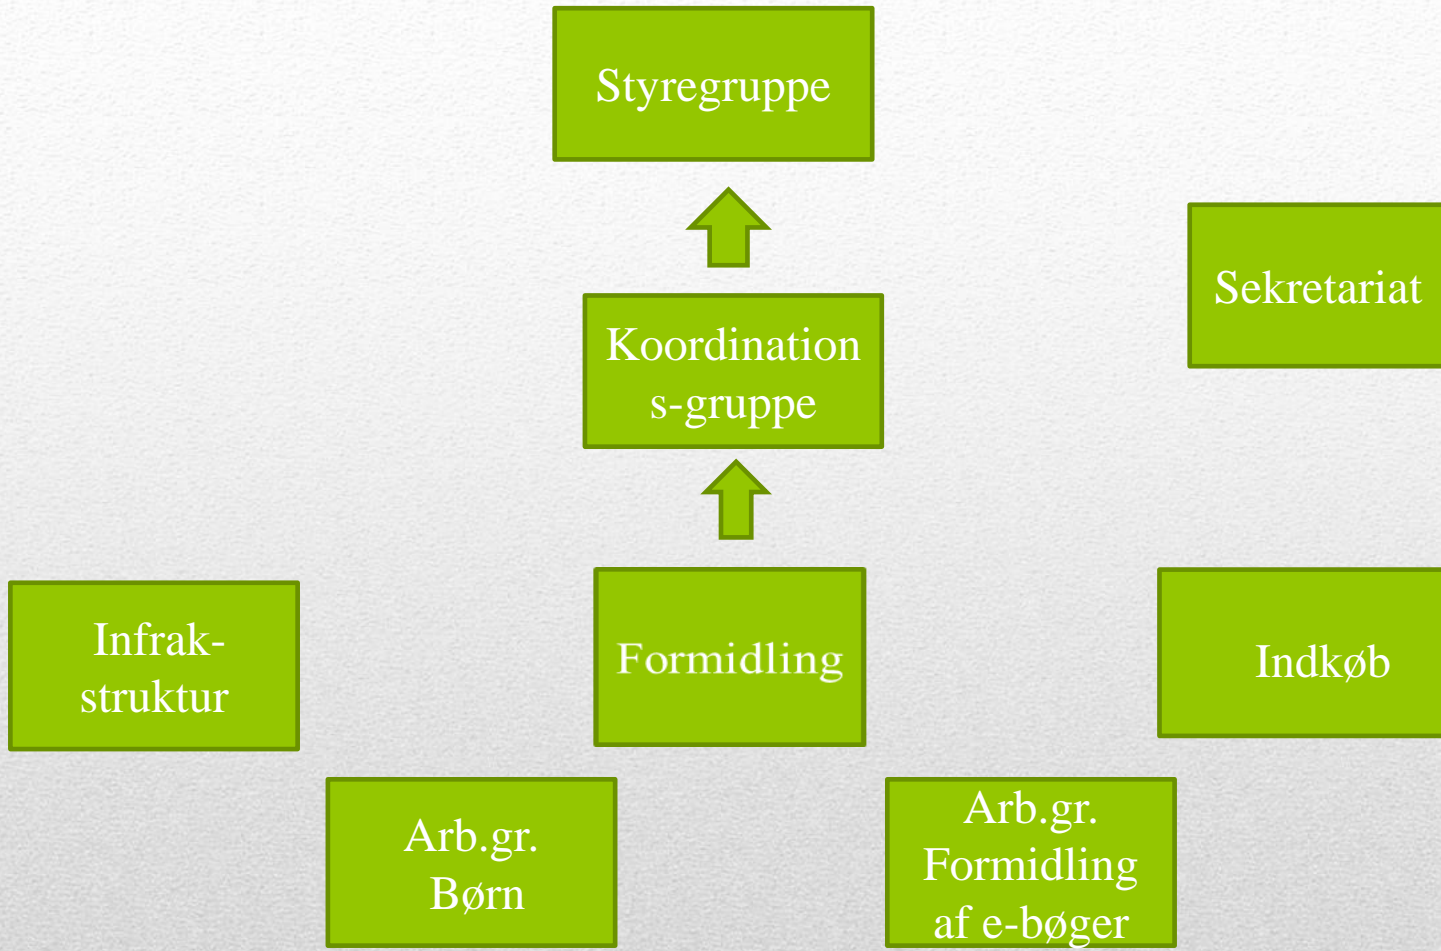 Styregruppe
Sekretariat
Koordination
s-gruppe
Infrak-
struktur
Formidling
Indkøb
Arb.gr.
Børn
Arb.gr.
Formidling
af e-bøger